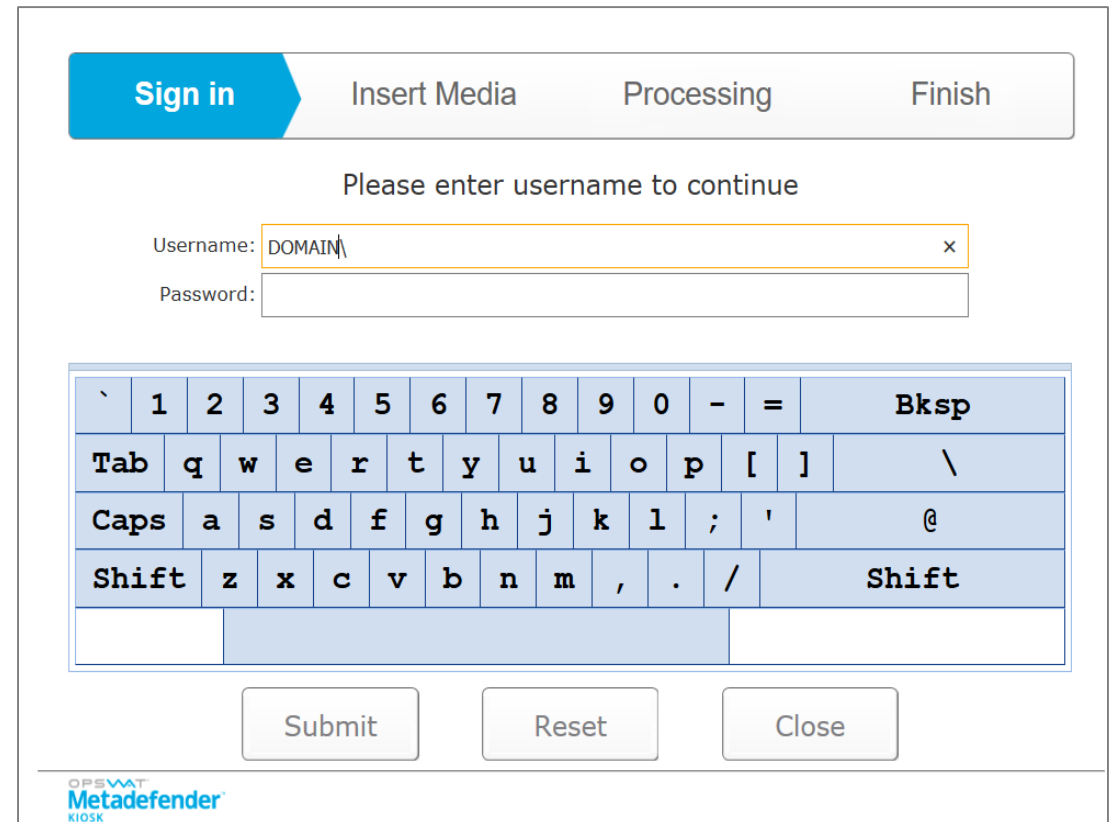 Sign in Insert Media Processing Finish
Please enter username to continue
Username: DOMAIN\ ×
Password:
` 1 2 3 4 5 6 7 8 9 0 - = Bksp
Tab q w e r t y u i o p [ ] \
Caps a s d f g h j k l ; ' @
Shift z x c v b n m , . / Shift
Submit Reset Close
OPSWAT
Metadefender
KIOSK